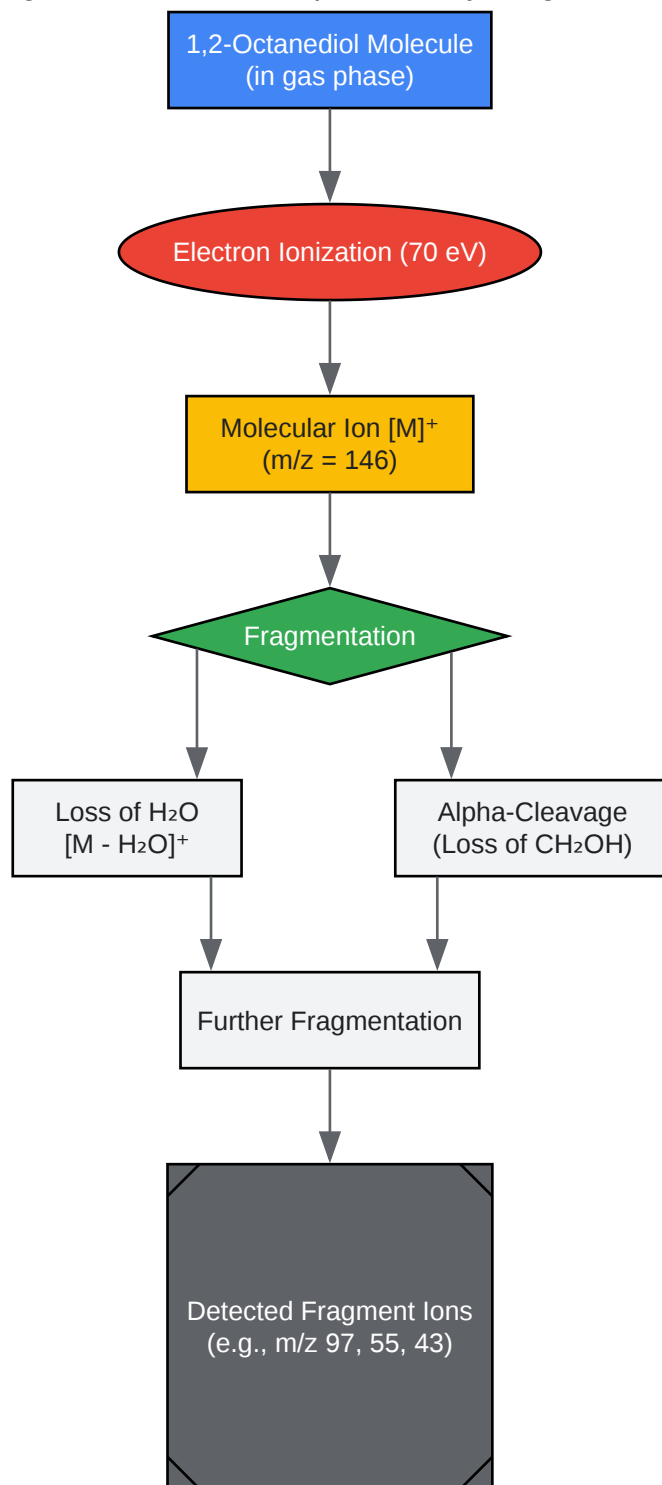 1,2-Octanediol Molecule
(in gas phase)
Electron Ionization (70 eV)
Molecular Ion [M]⁺
(m/z = 146)
Fragmentation
Loss of H₂O
[M - H₂O]⁺
Alpha-Cleavage
(Loss of CH₂OH)
Further Fragmentation
Detected Fragment Ions
(e.g., m/z 97, 55, 43)